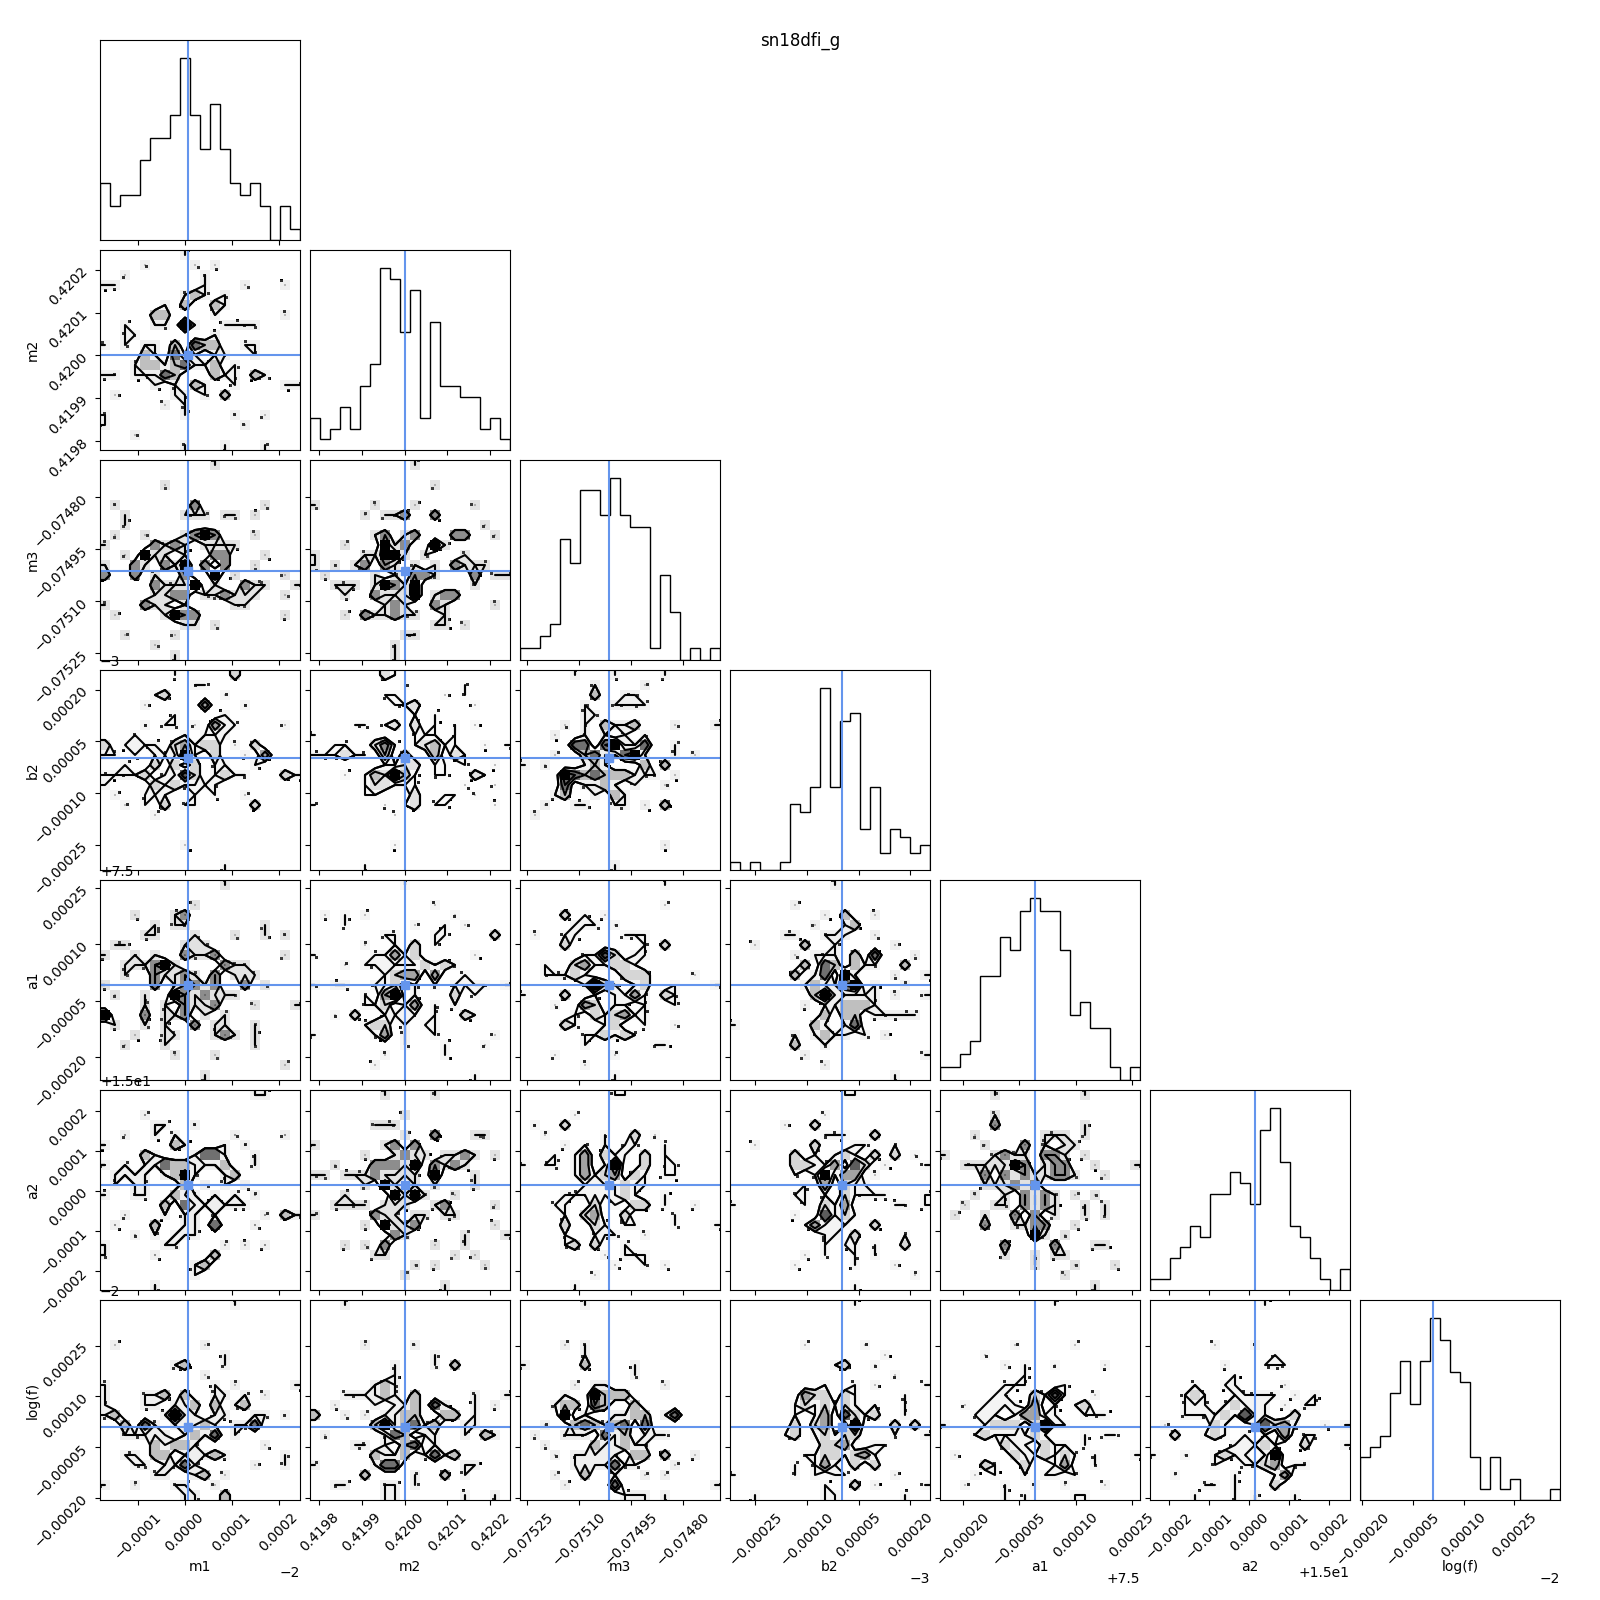 sn18dfi_g
m2
0.4202
0.4201
0.4200
0.4199
0.4198
m3
−0.07480
−0.07495
−0.07510
−0.07525
−3
b2
0.00020
0.00005
−0.00010
−0.00025
+7.5
a1
0.00025
0.00010
−0.00005
−0.00020
+1.5e1
a2
0.0002
0.0001
0.0000
−0.0001
−0.0002
−2
log(f)
0.00025
0.00010
−0.00005
−0.00020
−0.0001 0.0000 0.0001 0.0002
m1
−2
0.4198 0.4199 0.4200 0.4201 0.4202
m2
−0.07525 −0.07510 −0.07495 −0.07480
m3
−0.00025 −0.00010 0.00005 0.00020
b2
−3
−0.00020 −0.00005 0.00010 0.00025
a1
+7.5
−0.0002 −0.0001 0.0000 0.0001 0.0002
a2
+1.5e1
−0.00020 −0.00005 0.00010 0.00025
log(f)
−2